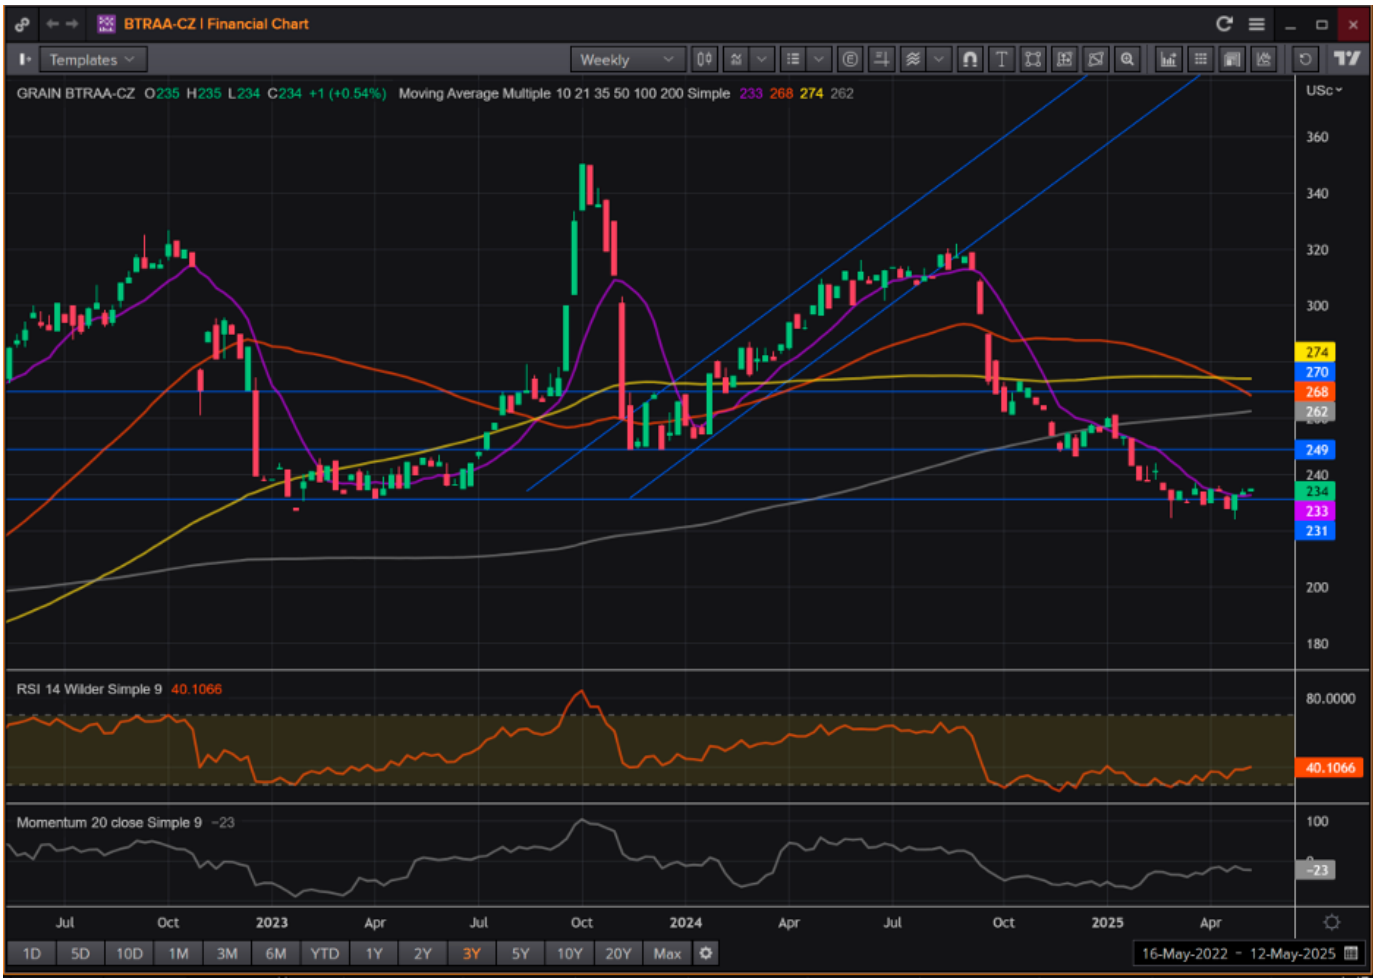 BTRAA-CZ | Financial Chart
Templates
Weekly
GRAIN BTRAA-CZ O235 H235 L234 C234 +1 (+0.54%) Moving Average Multiple 10 21 35 50 100 200 Simple 233 268 274 262
USc
360
340
320
300
274
270
268
262
249
240
234
233
231
200
180
RSI 14 Wilder Simple 9 40.1066
80.0000
40.1066
Momentum 20 close Simple 9 −23
100
−23
Jul Oct 2023 Apr Jul Oct 2024 Apr Jul Oct 2025 Apr
1D 5D 10D 1M 3M 6M YTD 1Y 2Y 3Y 5Y 10Y 20Y Max
16-May-2022 - 12-May-2025